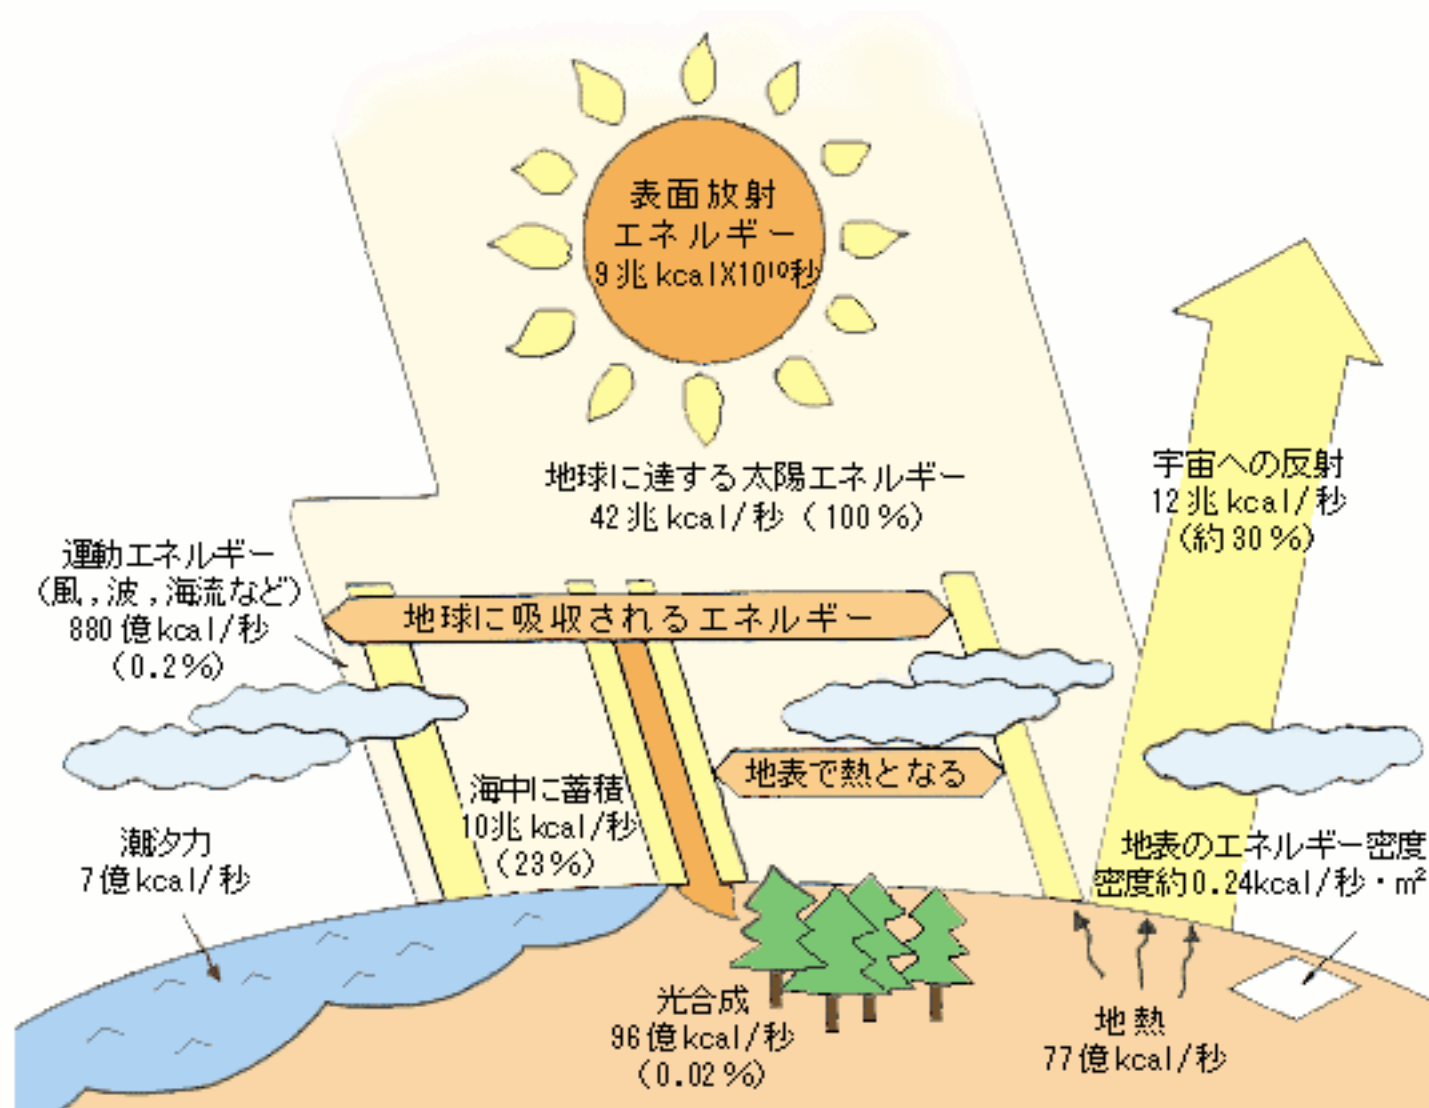 表面放射
エネルギー
9兆kcalX10¹⁰秒
地球に達する太陽エネルギー
42兆kcal/秒（100%）
宇宙への反射
12兆kcal/秒
（約30%）
運動エネルギー
（風,波,海流など）
880億kcal/秒
（0.2%）
地球に吸収されるエネルギー
地表で熱となる
海中に蓄積
10兆kcal/秒
（23%）
潮汐力
7億kcal/秒
地表のエネルギー密度
密度約0.24kcal/秒・m²
光合成
96億kcal/秒
（0.02%）
地熱
77億kcal/秒